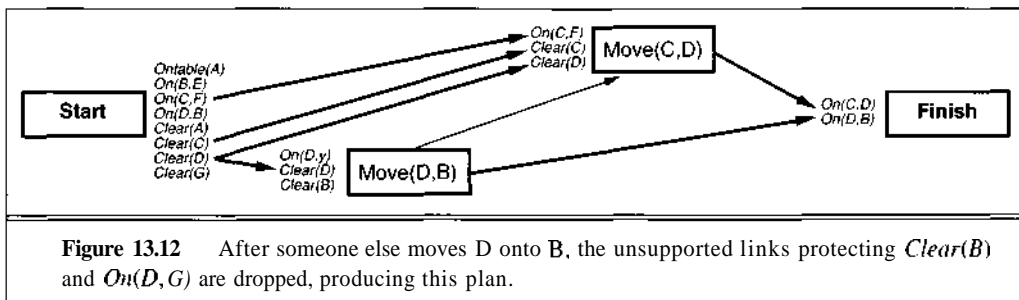 On(C,F)
Clear(C)
Clear(D)
Move(C,D)
Start
Ontable(A)
On(B,E)
On(C,F)
On(D,B)
Clear(A)
Clear(C)
Clear(D)
Clear(G)
On(D,y)
Clear(D)
Clear(B)
Move(D,B)
On(C,D)
On(D,B)
Finish
Figure 13.12 After someone else moves D onto B, the unsupported links protecting Clear(B)
and On(D, G) are dropped, producing this plan.